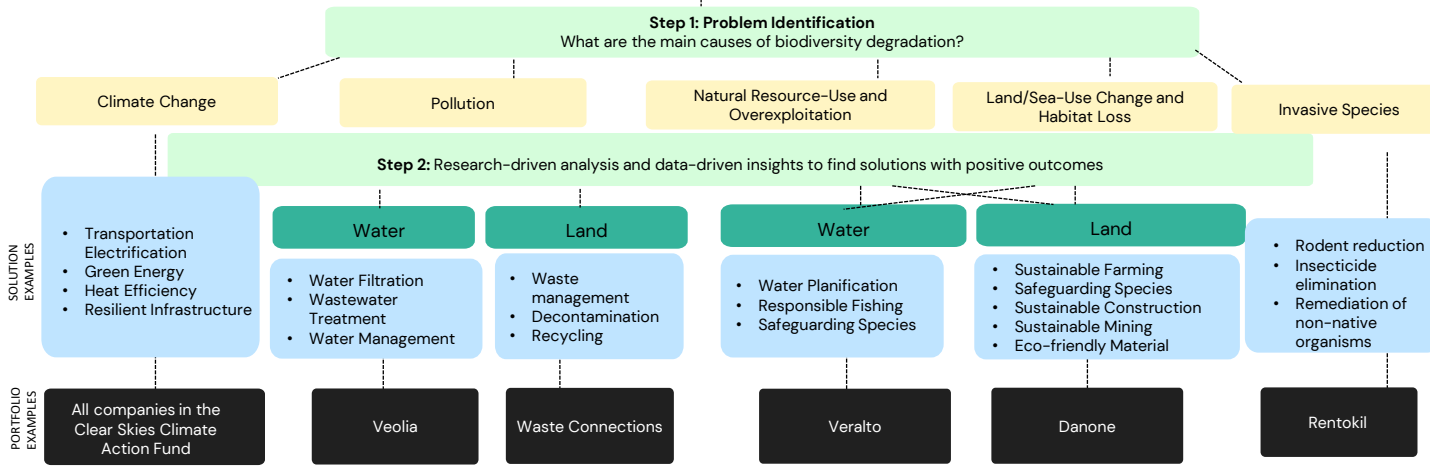 Step 1: Problem Identification
What are the main causes of biodiversity degradation?
Climate Change
Pollution
Natural Resource-Use and
Overexploitation
Land/Sea-Use Change and
Habitat Loss
Invasive Species
Step 2: Research-driven analysis and data-driven insights to find solutions with positive outcomes
SOLUTION
EXAMPLES
• Transportation
Electrification
• Green Energy
• Heat Efficiency
• Resilient Infrastructure
Water
• Water Filtration
• Wastewater
Treatment
• Water Management
Land
• Waste
management
• Decontamination
• Recycling
Water
• Water Planification
• Responsible Fishing
• Safeguarding Species
Land
• Sustainable Farming
• Safeguarding Species
• Sustainable Construction
• Sustainable Mining
• Eco-friendly Material
• Rodent reduction
• Insecticide
elimination
• Remediation of
non-native
organisms
PORTFOLIO
EXAMPLES
All companies in the
Clear Skies Climate
Action Fund
Veolia
Waste Connections
Veralto
Danone
Rentokil